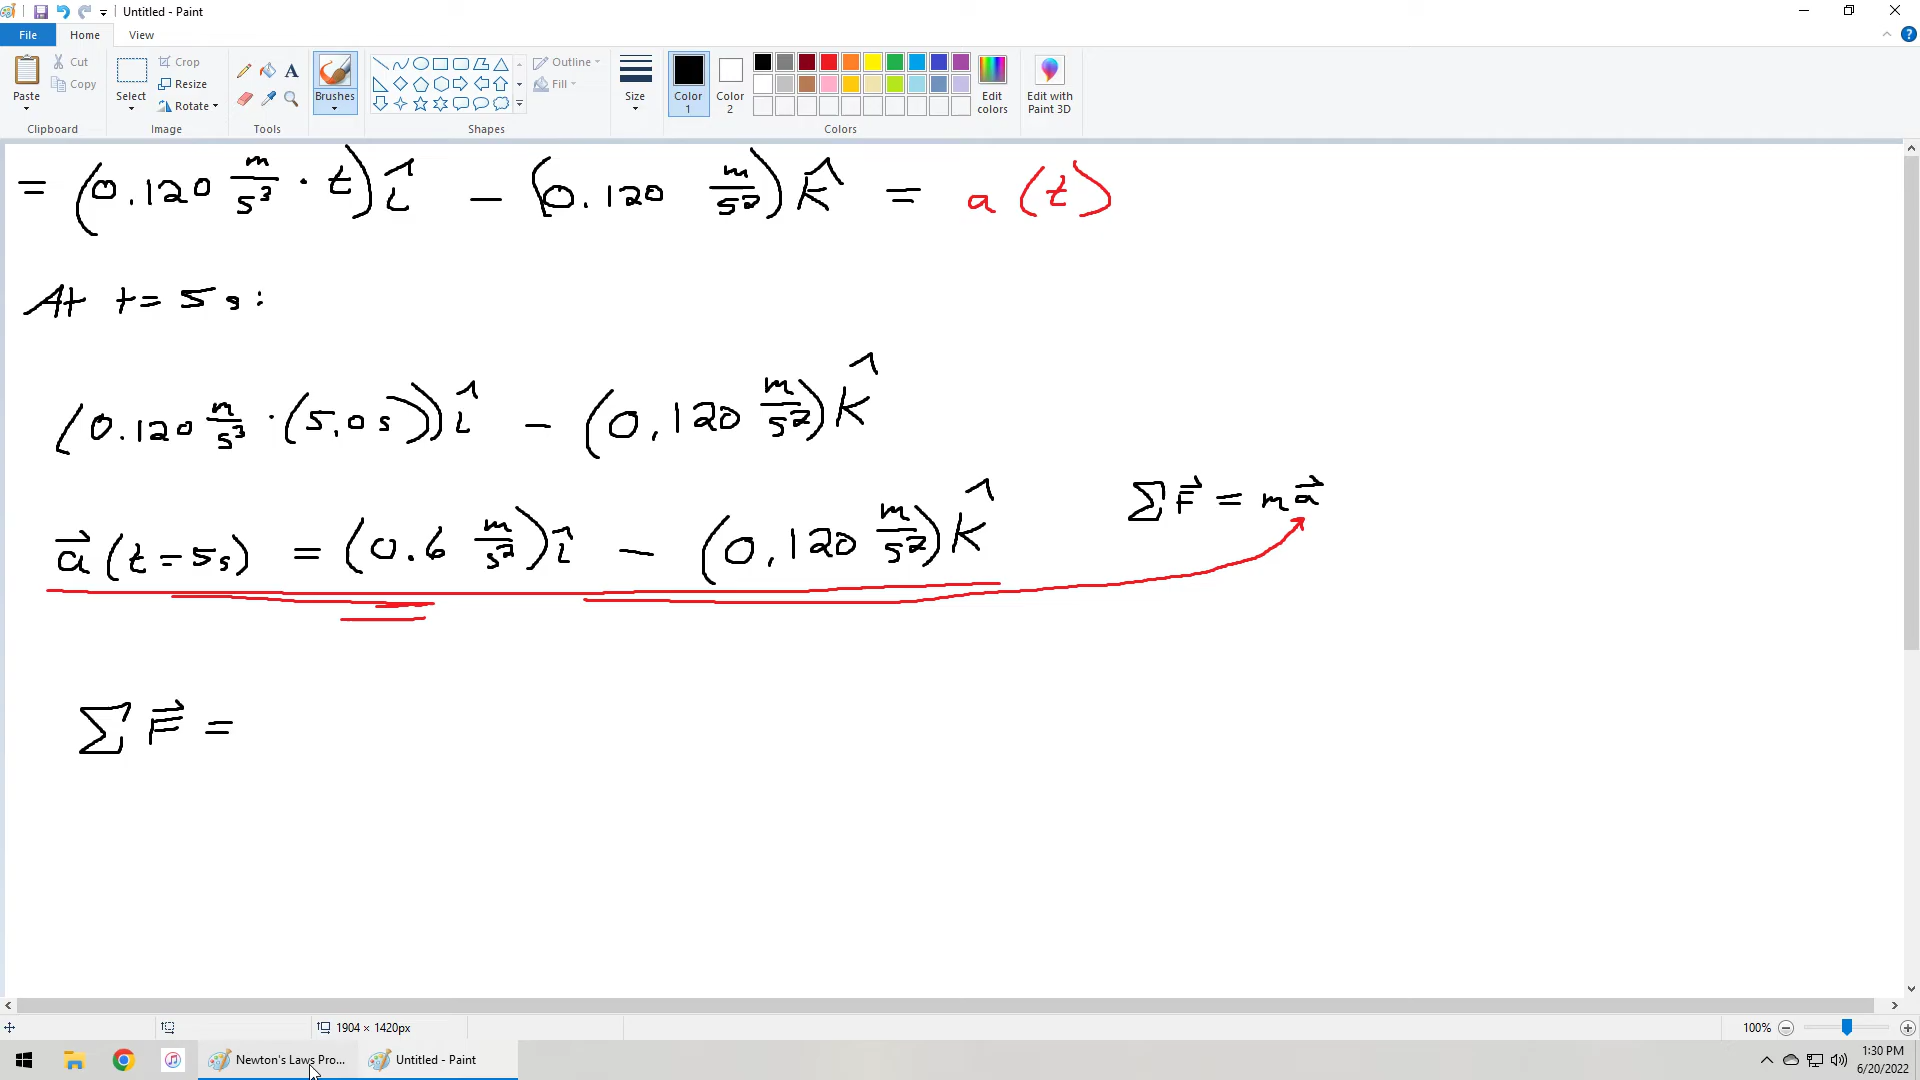 Untitled - Paint
File Home View
Paste
Cut
Copy
Clipboard
Select
Crop
Resize
Rotate
Image
Tools
Brushes
Shapes
Outline
Fill
Size
Color 1
Color 2
Edit colors
Colors
Edit with Paint 3D
= (0.120 m/s³ · t) î − (0.120 m/s²) k̂ = a (t)
At t = 5 s:
(0.120 m/s³ · (5.0 s)) î − (0.120 m/s²) k̂
∑F⃗ = ma⃗
a⃗ (t = 5s) = (0.6 m/s²) î − (0.120 m/s²) k̂
∑F⃗ =
1904 × 1420px
100%
Newton's Laws Pro...
Untitled - Paint
1:30 PM
6/20/2022